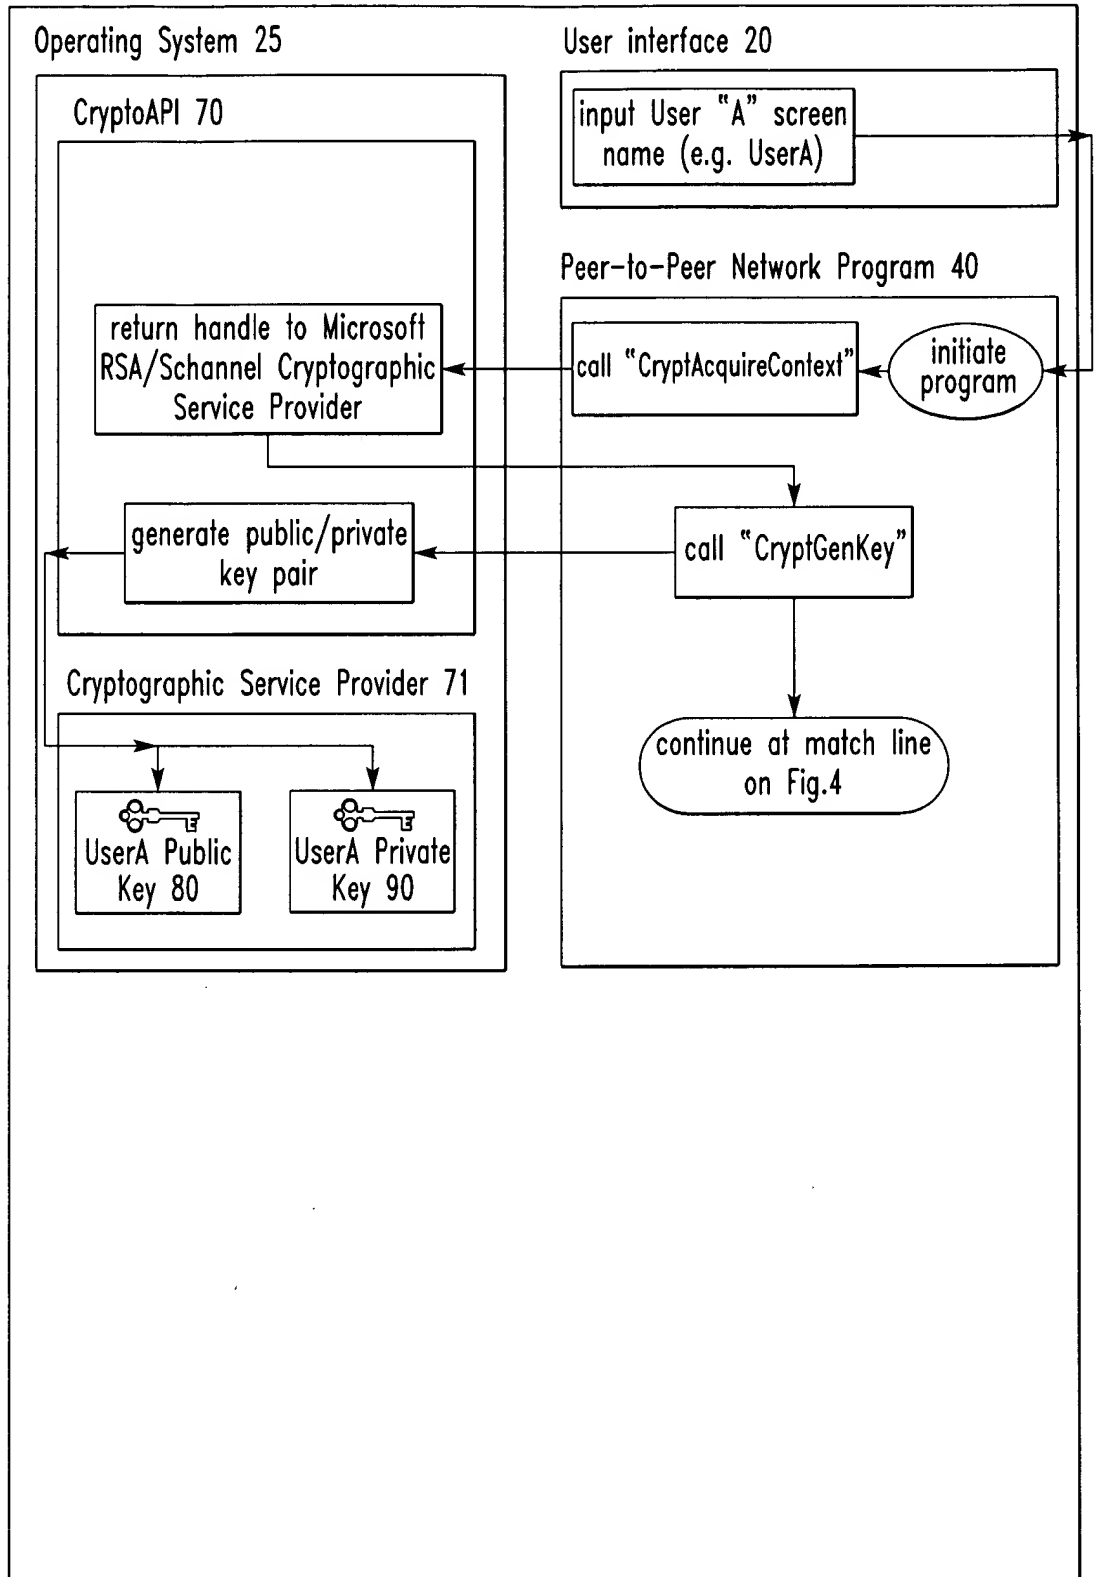 Operating System 25
CryptoAPI 70
return handle to Microsoft
RSA/Schannel Cryptographic
Service Provider
generate public/private
key pair
Cryptographic Service Provider 71
UserA Public
Key 80
UserA Private
Key 90
User interface 20
input User "A" screen
name (e.g. UserA)
Peer-to-Peer Network Program 40
call "CryptAcquireContext"
initiate
program
call "CryptGenKey"
continue at match line
on Fig.4